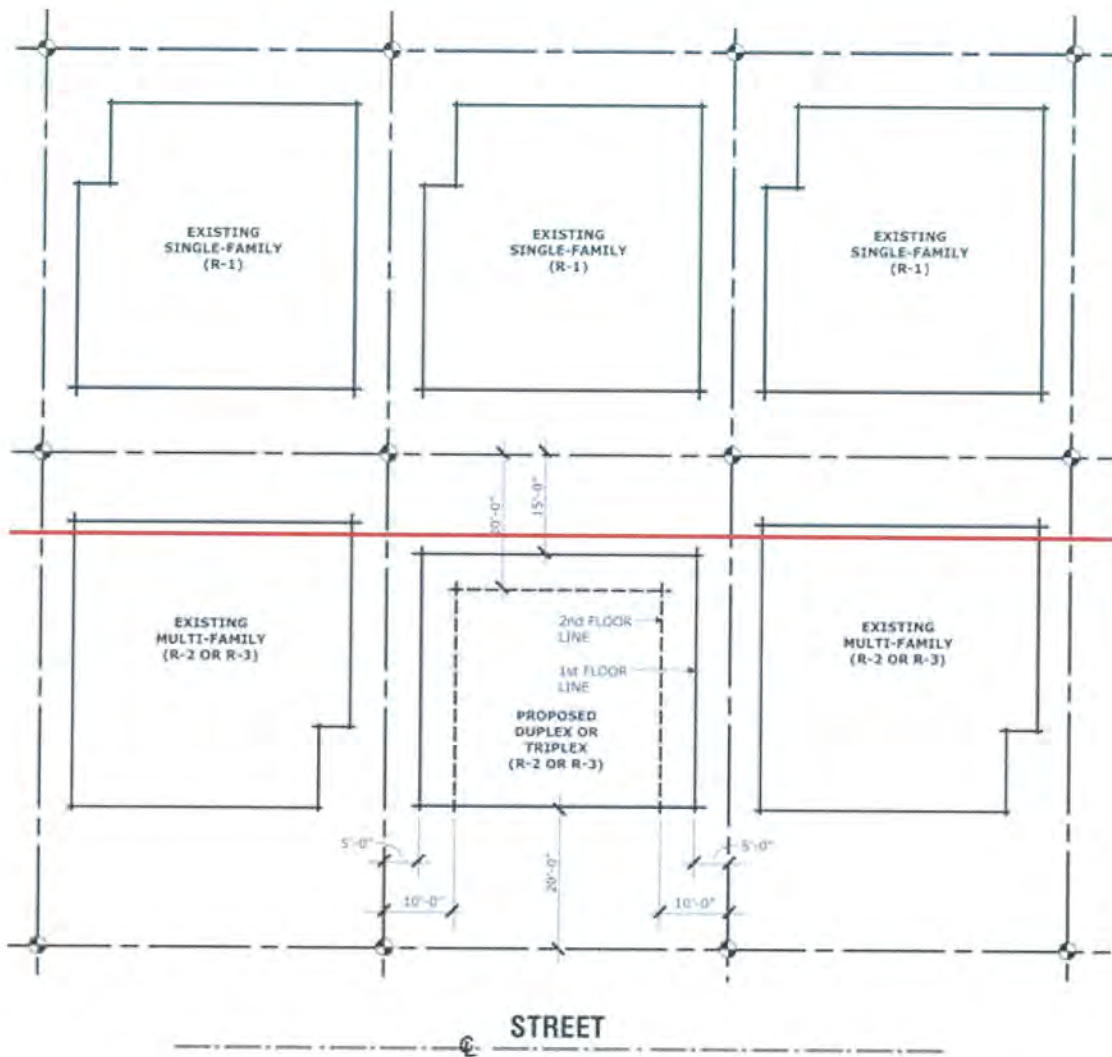 EXISTING
SINGLE-FAMILY
(R-1)
EXISTING
SINGLE-FAMILY
(R-1)
EXISTING
SINGLE-FAMILY
(R-1)
20'-0"
15'-0"
EXISTING
MULTI-FAMILY
(R-2 OR R-3)
2nd FLOOR
LINE
1st FLOOR
LINE
PROPOSED
DUPLEX OR
TRIPLEX
(R-2 OR R-3)
EXISTING
MULTI-FAMILY
(R-2 OR R-3)
5'-0"
20'-0"
5'-0"
10'-0"
10'-0"
STREET
℄